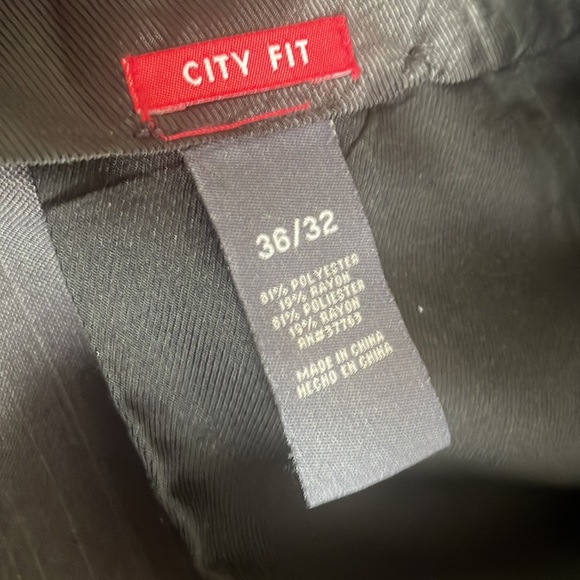 CITY FIT
36/32
81% POLYESTER
19% RAYON
81% POLIESTER
19% RAYON
RN#37763
MADE IN CHINA
HECHO EN CHINA